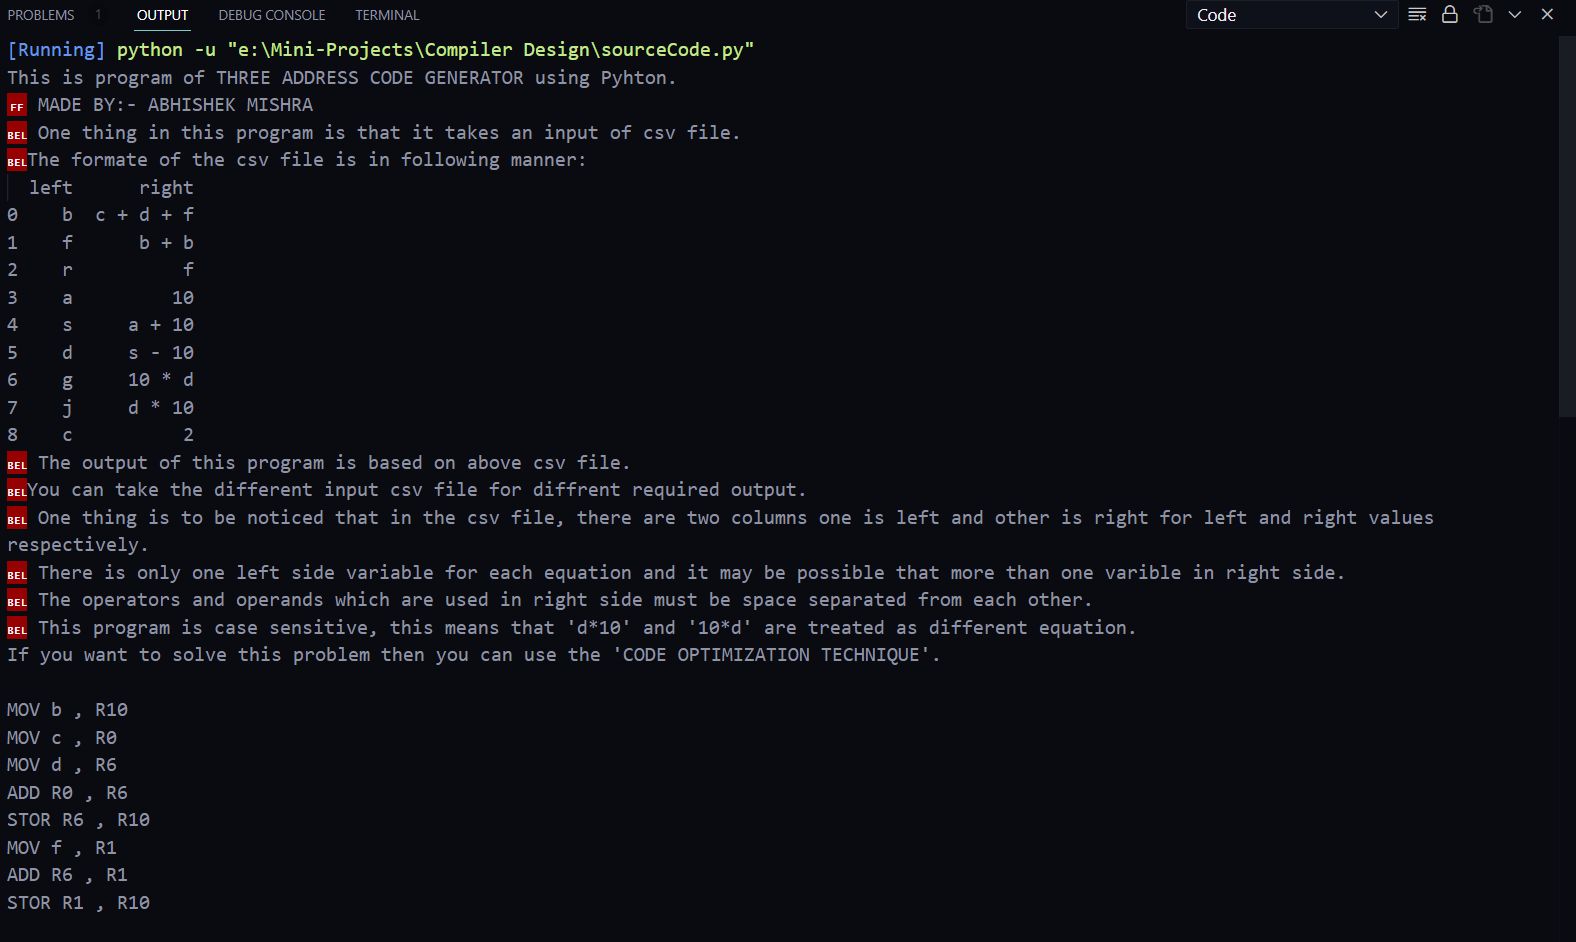 PROBLEMS 1 OUTPUT DEBUG CONSOLE TERMINAL Code
[Running] python -u "e:\Mini-Projects\Compiler Design\sourceCode.py"
This is program of THREE ADDRESS CODE GENERATOR using Pyhton.
FF MADE BY:- ABHISHEK MISHRA
BEL One thing in this program is that it takes an input of csv file.
BELThe formate of the csv file is in following manner:
  left      right
0    b  c + d + f
1    f      b + b
2    r          f
3    a         10
4    s     a + 10
5    d     s - 10
6    g     10 * d
7    j     d * 10
8    c          2
BEL The output of this program is based on above csv file.
BELYou can take the different input csv file for diffrent required output.
BEL One thing is to be noticed that in the csv file, there are two columns one is left and other is right for left and right values
respectively.
BEL There is only one left side variable for each equation and it may be possible that more than one varible in right side.
BEL The operators and operands which are used in right side must be space separated from each other.
BEL This program is case sensitive, this means that 'd*10' and '10*d' are treated as different equation.
If you want to solve this problem then you can use the 'CODE OPTIMIZATION TECHNIQUE'.
MOV b , R10
MOV c , R0
MOV d , R6
ADD R0 , R6
STOR R6 , R10
MOV f , R1
ADD R6 , R1
STOR R1 , R10